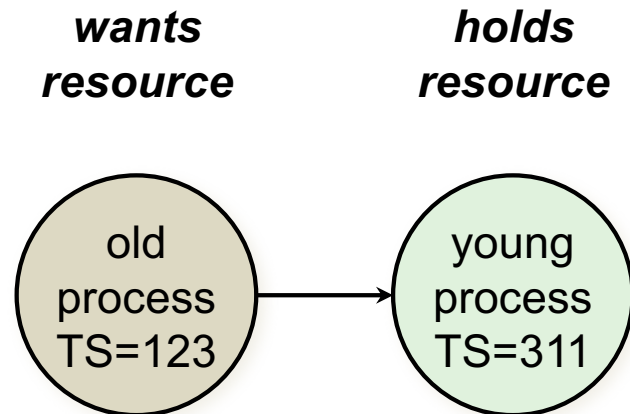 wants
resource
holds
resource
old
process
TS=123
young
process
TS=311